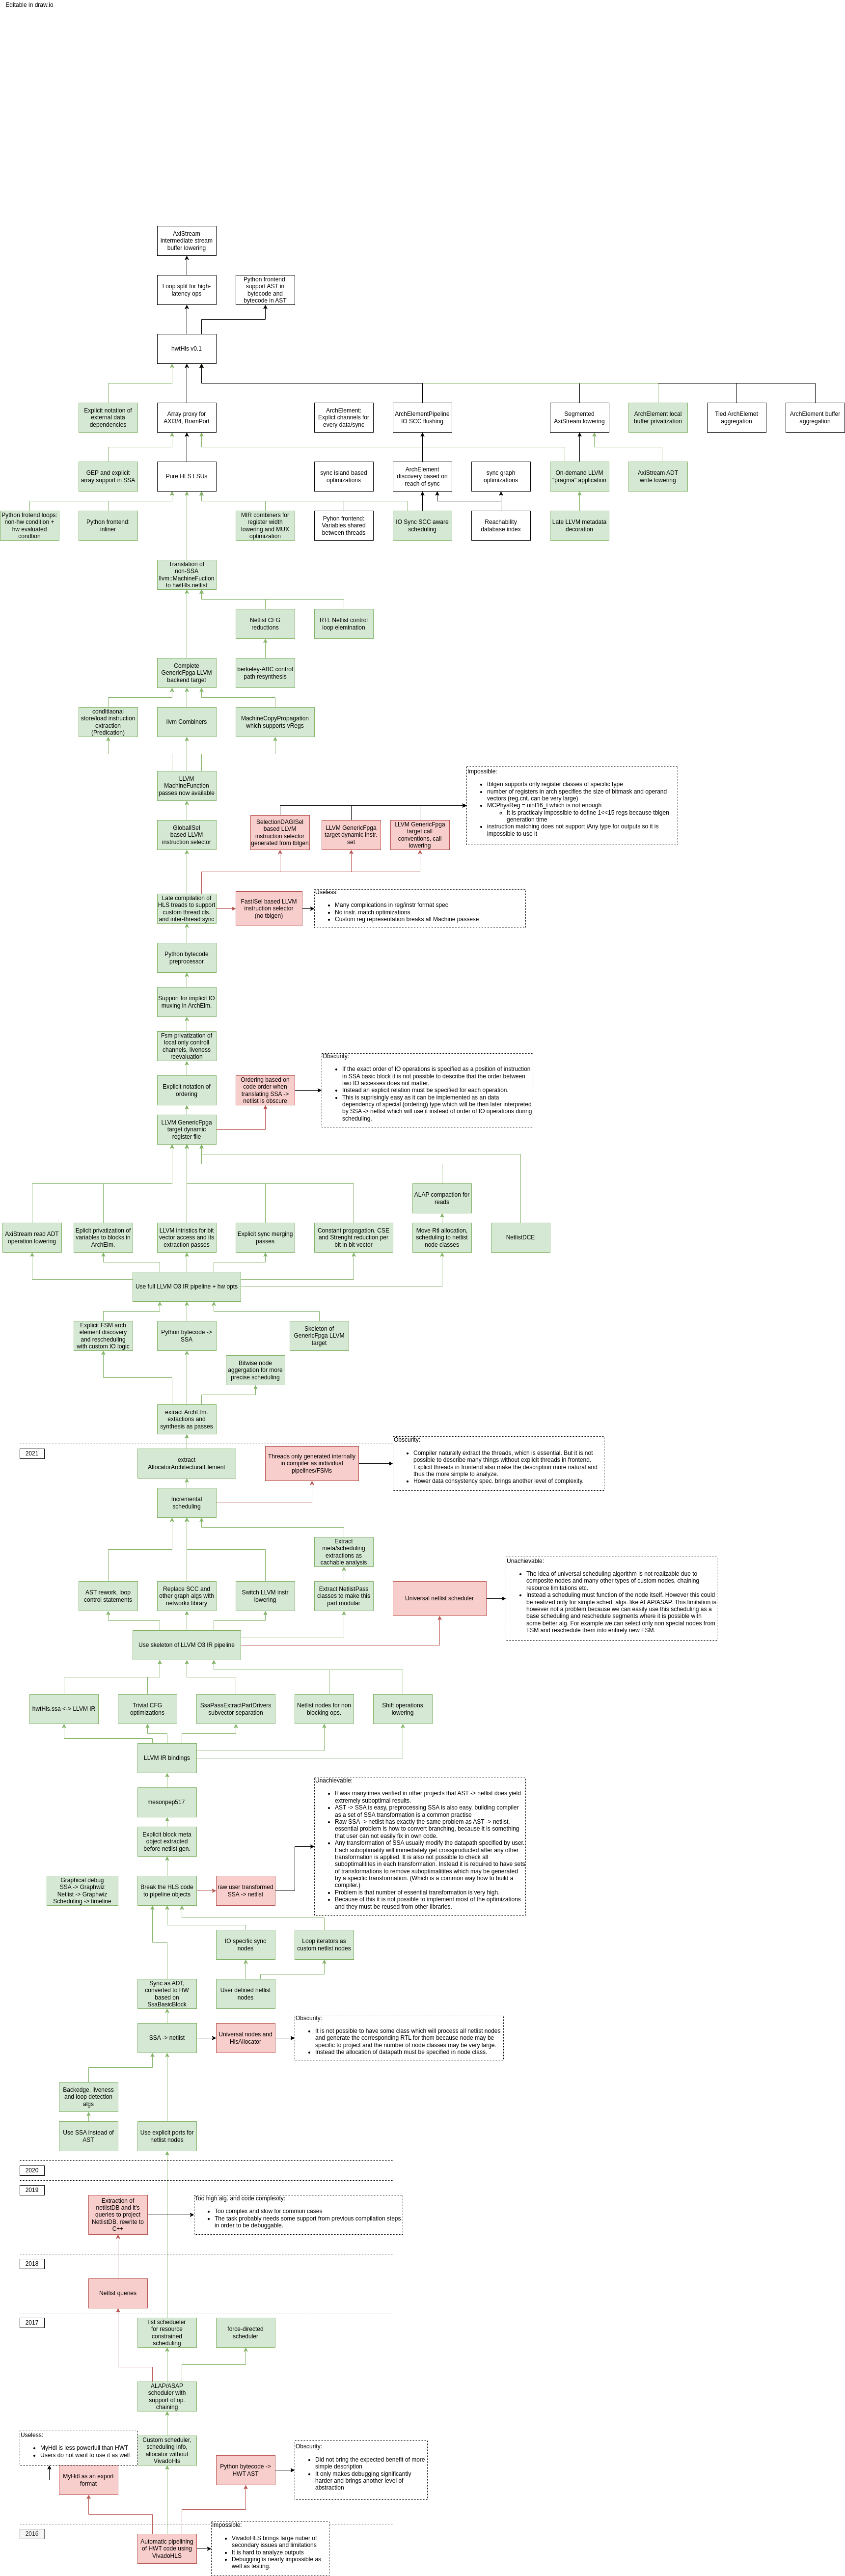 Editable in draw.io
AxiStream
intermediate stream
buffer lowering
Loop split for high-
latency ops
Python frontend:
support AST in
bytecode and
bytecode in AST
hwtHls v0.1
Explicit notation of
external data
dependencies
Array proxy for
AXI3/4, BramPort
ArchElement:
Explict channels for
every data/sync
ArchElementPipeline
IO SCC flushing
Segmented
AxiStream lowering
ArchElement local
buffer privatization
Tied ArchElemet
aggregation
ArchElement buffer
aggregation
GEP and explicit
array support in SSA
Pure HLS LSUs
sync island based
optimizations
ArchElement
discovery based on
reach of sync
sync graph
optimizations
On-demand LLVM
"pragma" application
AxiStream ADT
write lowering
Python frotend loops:
non-hw condition +
hw evaluated
condtion
Python frontend:
inliner
MIR combiners for
register width
lowering and MUX
optimization
Pyhon frontend:
Variables shared
between threads
IO Sync SCC aware
scheduling
Reachability
database index
Late LLVM metadata
decoration
Translation of
non-SSA
llvm::MachineFuction
to hwtHls.netlist
Netlist CFG
reductions
RTL Netlist control
loop elemination
Complete
GenericFpga LLVM
backend target
berkeley-ABC control
path resynthesis
conditiaonal
store/load instruction
extraction
(Predication)
llvm Combiners
MachineCopyPropagation
which supports vRegs
LLVM
MachineFunction
passes now available
Impossible:
tblgen supports only register classes of specific type
number of registers in arch specifies the size of bitmask and operand
vectors (reg.cnt. can be very large)
MCPhysReg = uint16_t which is not enough
It is practicaly impossible to define 1<<15 regs because tblgen
generation time
instruction matching does not support iAny type for outputs so it is
impossible to use it
GlobalISel
based LLVM
instruction selector
SelectionDAGISel
based LLVM
instruction selector
generated from tblgen
LLVM GenericFpga
target dynamic instr.
set
LLVM GenericFpga
target call
conventions, call
lowering
Late compilation of
HLS treads to support
custom thread cls.
and inter-thread sync
FastISel based LLVM
instruction selector
(no tblgen)
Useless:
Many complications in reg/instr format spec
No instr. match optimizations
Custom reg representation breaks all Machine passese
Python bytecode
preprocessor
Support for implicit IO
muxing in ArchElm.
Fsm privatization of
local only controll
channels, liveness
reevaluation
Explicit notation of
ordering
Ordering based on
code order when
translating SSA ->
netlist is obscure
Obscurity:
If the exact order of IO operations is specified as a position of instruction
in SSA basic block it is not possible to describe that the order between
two IO accesses does not matter.
Instead an explicit relation must be specified for each operation.
This is suprisingly easy as it can be implemented as an data
dependency of special (ordering) type which will be then later interpreted
by SSA -> netlist which will use it instead of order of IO operations during
scheduling.
LLVM GenericFpga
target dynamic
register file
ALAP compaction for
reads
AxiStream read ADT
operation lowering
Eplicit privatization of
variables to blocks in
ArchElm.
LLVM intristics for bit
vector access and its
extraction passes
Explicit sync merging
passes
Constant propagation, CSE
and Strenght reduction per
bit in bit vector
Move Rtl allocation,
scheduling to netlist
node classes
NetlistDCE
Use full LLVM O3 IR pipeline + hw opts
Explicit FSM arch
element discovery
and rescheduling
with custom IO logic
Python bytecode ->
SSA
Skeleton of
GenericFpga LLVM
target
Bitwise node
aggergation for more
precise scheduling
extract ArchElm.
extactions and
synthesis as passes
2021
extract
AllocatorArchitecturalElement
Threads only generated internally
in compiler as individual
pipelines/FSMs
Obscurity:
Compiler naturally extract the threads, which is essential. But it is not
possible to describe many things without explicit threads in frontend.
Explicit threads in forontend also make the description more natural and
thus the more simple to analyze.
Hower data consystency spec. brings another level of complexity.
Incremental
scheduling
Extract
meta/scheduling
extractions as
cachable analysis
AST rework, loop
control statements
Replace SCC and
other graph algs with
networkx library
Switch LLVM instr
lowering
Extract NetlistPass
classes to make this
part modular
Universal netlist scheduler
Unachievable:
The idea of universal scheduling algorithm is not realizable due to
composite nodes and many other types of custom nodes, chaining
resource limitations etc.
Instead a scheduling must function of the node itself. However this could
be realized only for simple sched. algs. like ALAP/ASAP. This limitation is
however not a problem because we can easily use this scheduling as a
base scheduling and reschedule segments where it is possible with
some better alg. For example we can select only non special nodes from
FSM and reschedule them into entirely new FSM.
Use skeleton of LLVM O3 IR pipeline
hwtHls.ssa <-> LLVM IR
Trivial CFG
optimizations
SsaPassExtractPartDrivers
subvector separation
Netlist nodes for non
blocking ops.
Shift operations
lowering
LLVM IR bindings
mesonpep517
Explicit block meta
object extracted
before netlist gen.
Unachievable:
It was manytimes verified in other projects that AST -> netlist does yield
extremely suboptimal results.
AST -> SSA is easy, preprocessing SSA is also easy, building compiler
as a set of SSA transformation is a common practise
Raw SSA -> netlist has exactly the same problem as AST -> netlist,
essential problem is how to convert branching, because it is something
that user can not easily fix in own code.
Any transformation of SSA usually modify the datapath specified by user.
Each suboptimality will immediately get crossproducted after any other
transformation is applied. It is also not possible to check all
suboptimalitites in each transformation. Instead it is required to have sets
of transformations to remove suboptimalitites which may be generated
by a specific transformation. (Which is a common way how to build a
compiler.)
Problem is that number of essential transformation is very high.
Because of this it is not possible to implement most of the optimizations
and they must be reused from other libraries.
Graphical debug
SSA -> Graphwiz
Netlist -> Graphwiz
Scheduling -> timeline
Break the HLS code
to pipeline objects
raw user transformed
SSA -> netlist
IO specific sync
nodes
Loop iterators as
custom netlist nodes
Sync as ADT,
converted to HW
based on
SsaBasicBlock
User defined netlist
nodes
SSA -> netlist
Universal nodes and
HlsAllocator
Obscurity:
It is not possible to have some class which will process all netlist nodes
and generate the corresponding RTL for them because node may be
specific to project and the number of node classes may be very large.
Instead the allocation of datapath must be specified in node class.
Backedge, liveness
and loop detection
algs
Use SSA instead of
AST
Use explicit ports for
netlist nodes
2020
2019
Extraction of
netlistDB and it's
queries to project
NetlistDB, rewrite to
C++
Too high alg. and code complexity:
Too complex and slow for common cases
The task probably needs some support from previous compilation steps
in order to be debuggable.
2018
Netlist queries
2017
list schedueler
for resource
constrained
scheduling
force-directed
scheduler
ALAP/ASAP
scheduler with
support of op.
chaining
Useless:
MyHdl is less powerfull than HWT
Users do not want to use it as well
Custom scheduler,
scheduling info,
allocator without
VivadoHls
MyHdl as an export
format
Python bytecode ->
HWT AST
Obscurity:
Did not bring the expected benefit of more
simple description
It only makes debugging significantly
harder and brings another level of
abstraction
2016
Automatic pipelining
of HWT code using
VivadoHLS
Impossible:
VivadoHLS brings large nuber of
secondary issues and limitations
It is hard to analyze outputs
Debugging is nearly impossible as
well as testing.